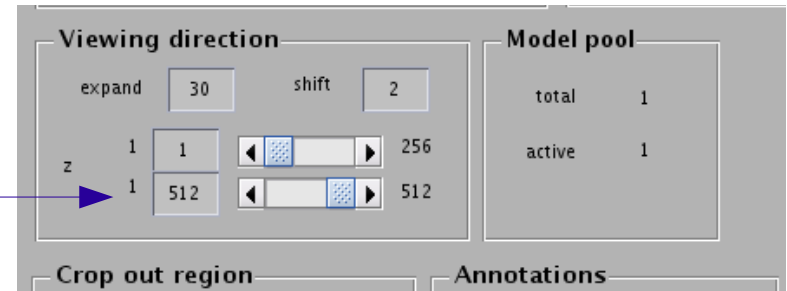 Viewing direction
expand 30 shift 2
z
1 1 256
1 512 512
Model pool
total 1
active 1
Crop out region
Annotations